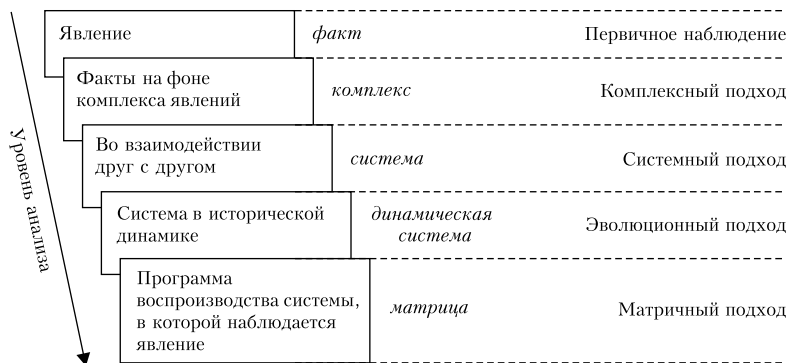 Явление
факт
Первичное наблюдение
Факты на фоне
комплекса явлений
комплекс
Комплексный подход
Во взаимодействии
друг с другом
система
Системный подход
Система в исторической
динамике
динамическая
система
Эволюционный подход
Программа
воспроизводства системы,
в которой наблюдается
явление
матрица
Матричный подход
Уровень анализа